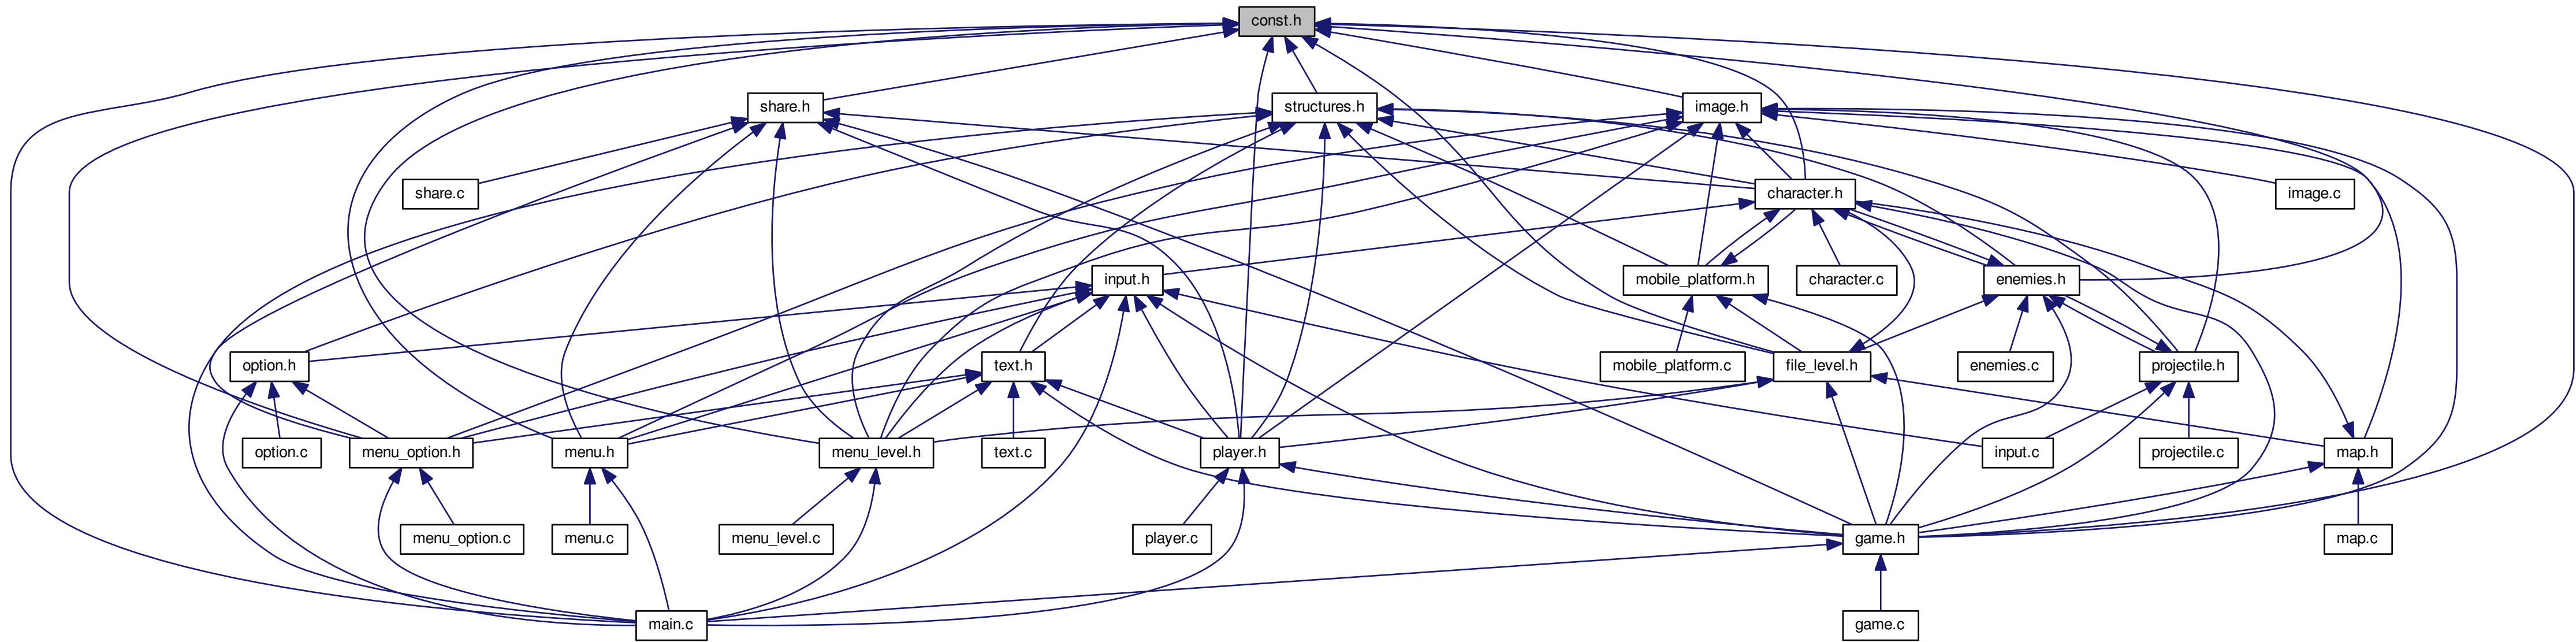 const.h
share.h
structures.h
image.h
share.c
character.h
image.c
input.h
mobile_platform.h
character.c
enemies.h
option.h
text.h
mobile_platform.c
file_level.h
enemies.c
projectile.h
option.c
menu_option.h
menu.h
menu_level.h
text.c
player.h
input.c
projectile.c
map.h
menu_option.c
menu.c
menu_level.c
player.c
game.h
map.c
main.c
game.c